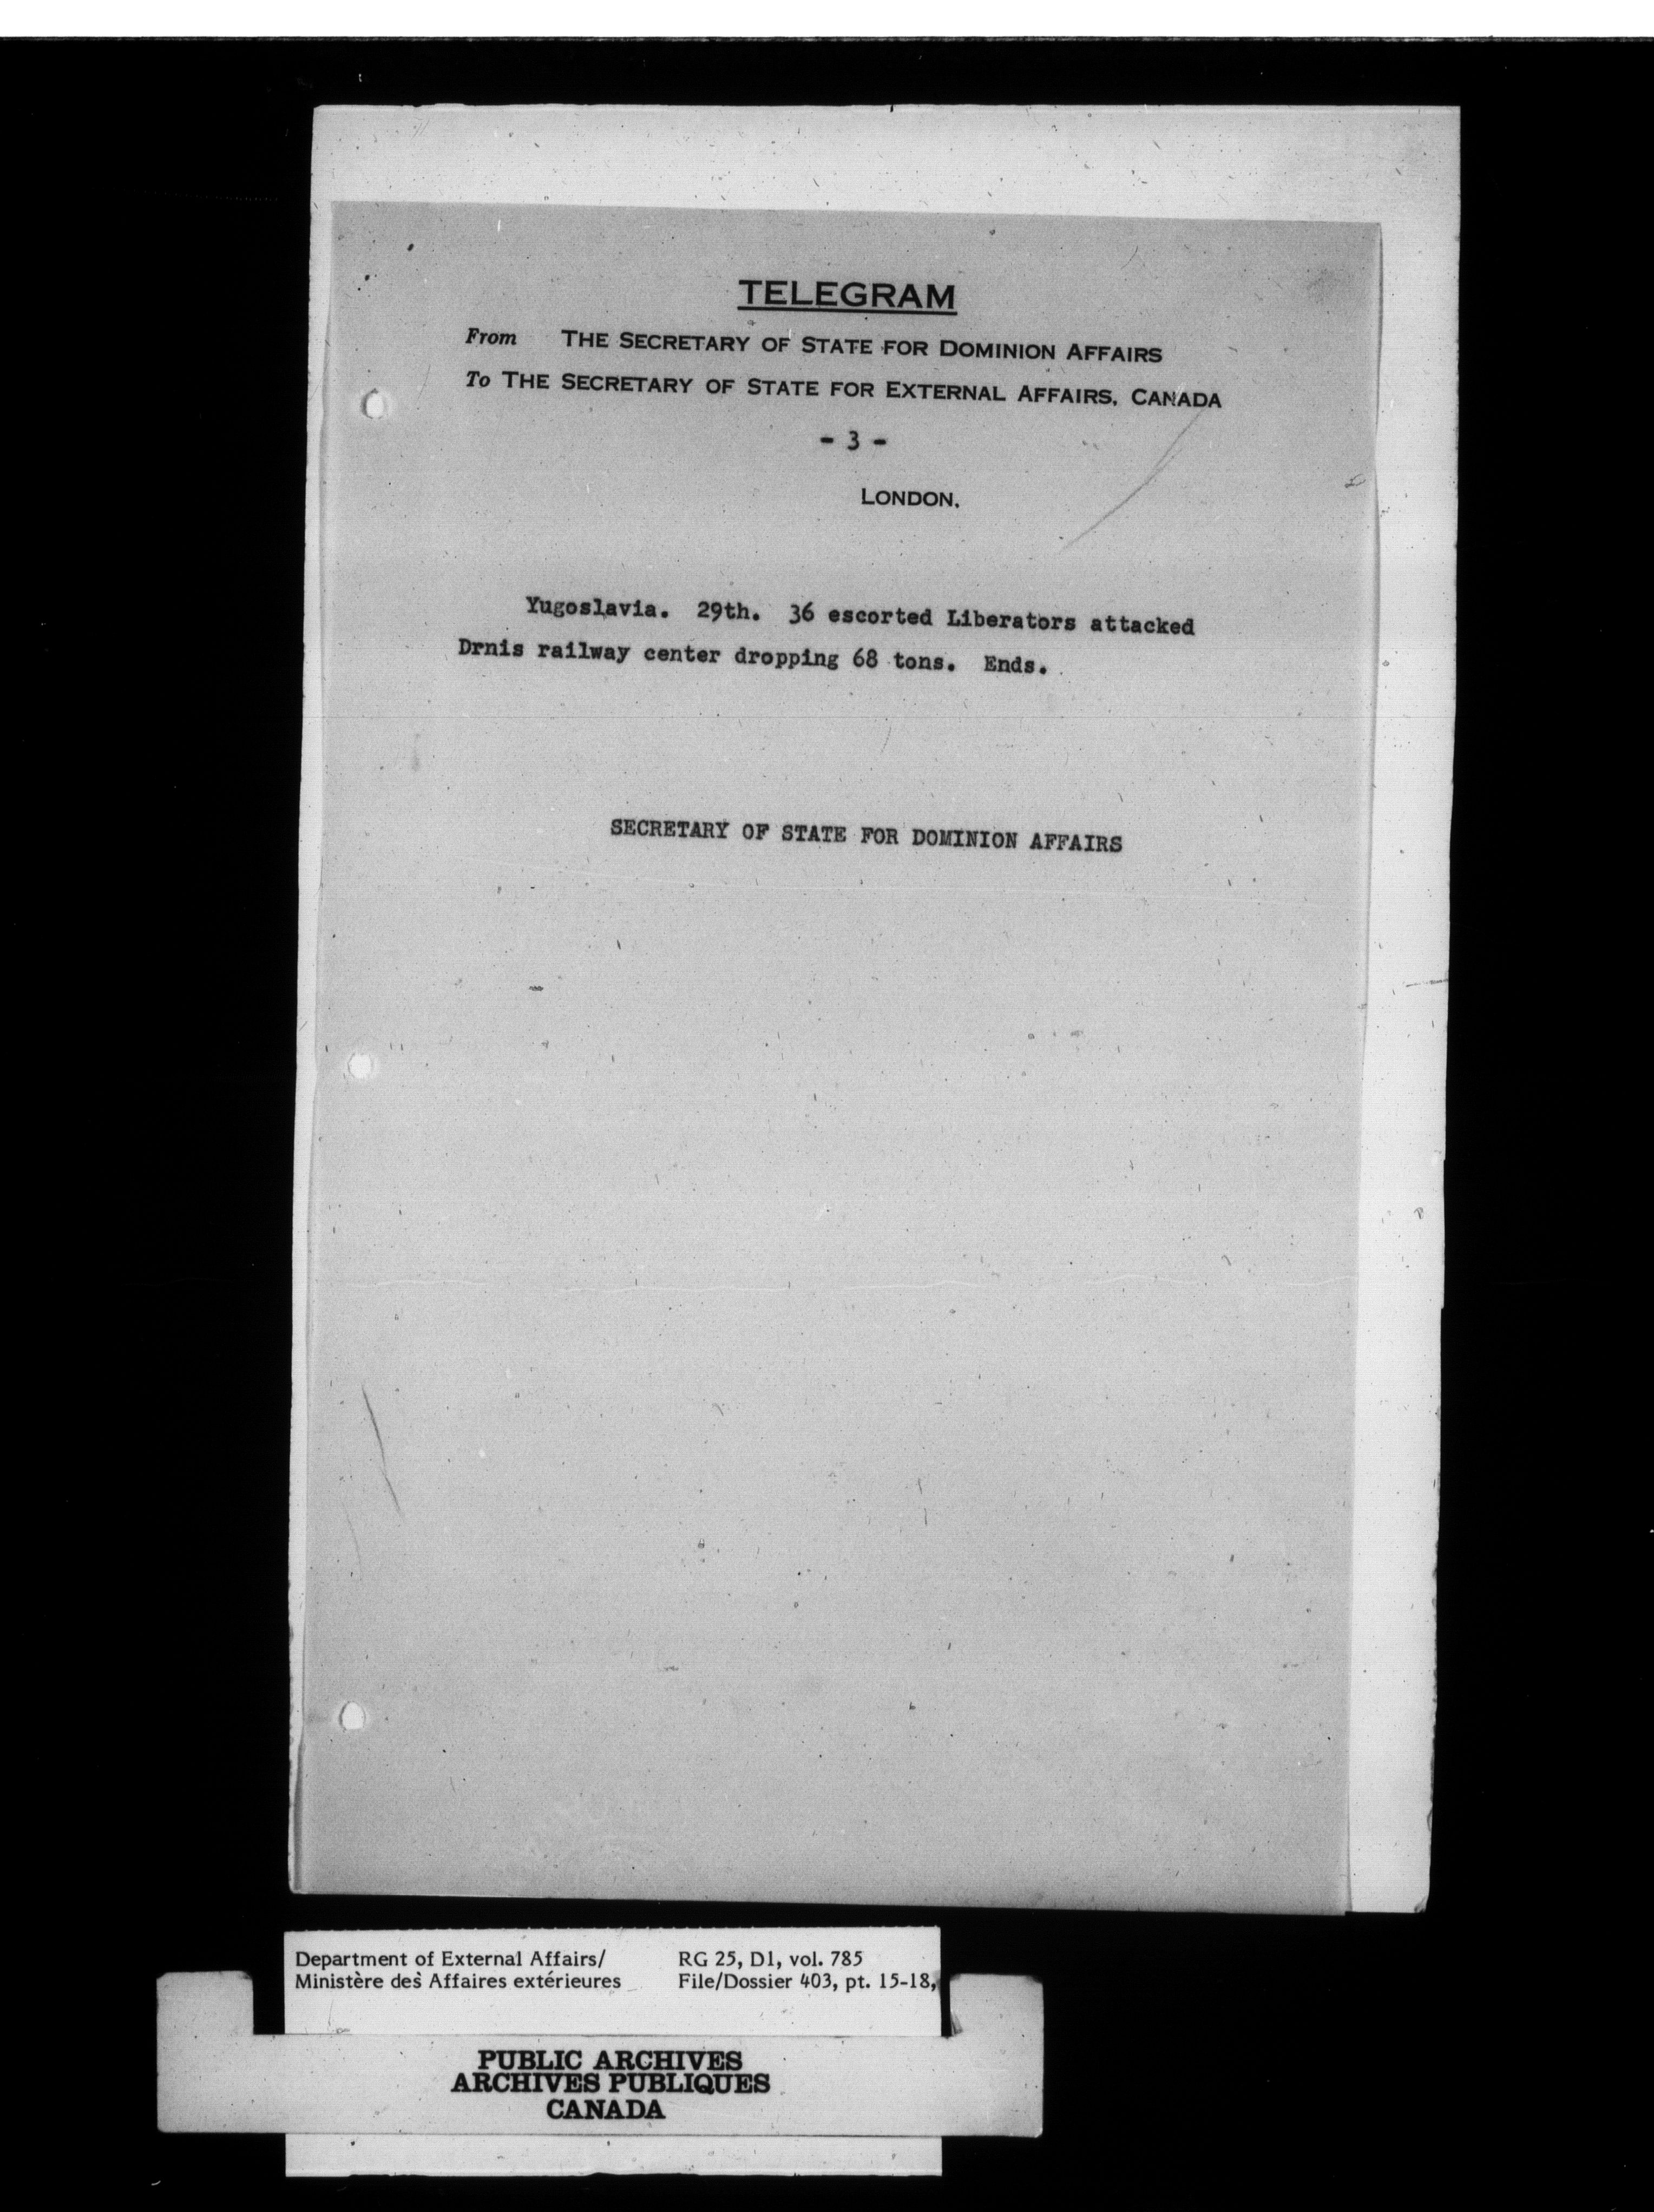 TELEGRAM
From THE SECRETARY OF STATE FOR DOMINION AFFAIRS
To THE SECRETARY OF STATE FOR EXTERNAL AFFAIRS, CANADA
- 3 -
LONDON,
Yugoslavia. 29th. 36 escorted Liberators attacked
Drnis railway center dropping 68 tons. Ends.
SECRETARY OF STATE FOR DOMINION AFFAIRS
Department of External Affairs/ RG 25, D1, vol. 785
Ministère des Affaires extérieures File/Dossier 403, pt. 15-18,
PUBLIC ARCHIVES
ARCHIVES PUBLIQUES
CANADA